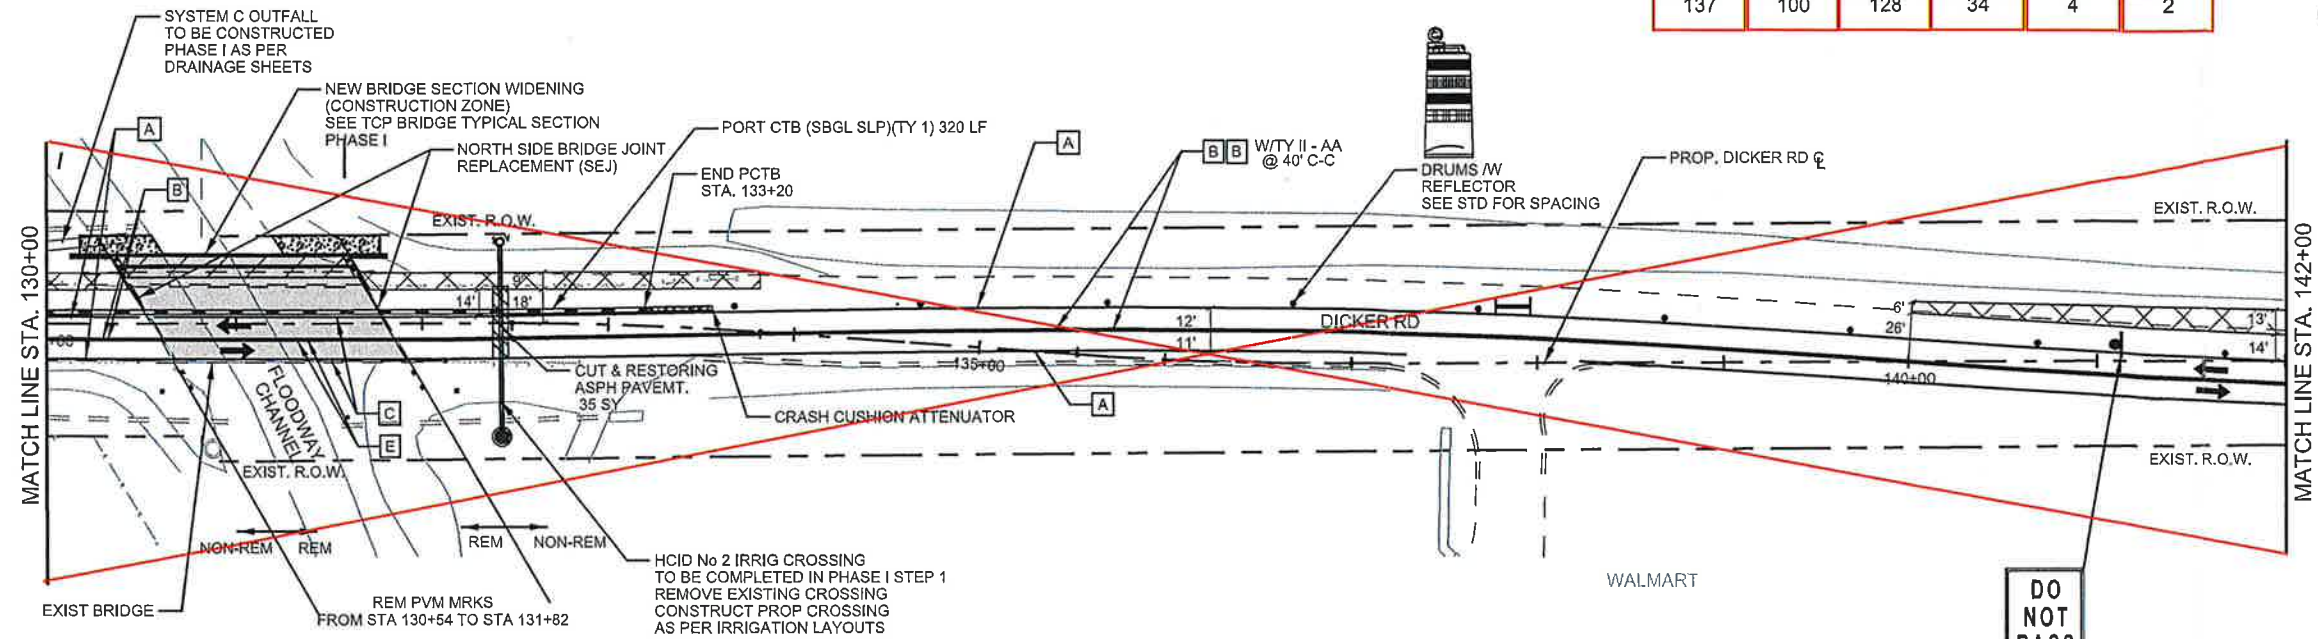 137 100 128 34 4 2
SYSTEM C OUTFALL
TO BE CONSTRUCTED
PHASE I AS PER
DRAINAGE SHEETS
NEW BRIDGE SECTION WIDENING
(CONSTRUCTION ZONE)
SEE TCP BRIDGE TYPICAL SECTION
PHASE I
A
B
NORTH SIDE BRIDGE JOINT
REPLACEMENT (SEJ)
PORT CTB (SBGL SLP)(TY 1) 320 LF
END PCTB
STA. 133+20
A
B B W/TY II - AA
@ 40' C-C
DRUMS /W
REFLECTOR
SEE STD FOR SPACING
PROP. DICKER RD ℄
EXIST. R.O.W.
EXIST. R.O.W.
MATCH LINE STA. 130+00
MATCH LINE STA. 142+00
9'
14' 18'
12'
11'
DICKER RD
6'
26'
13'
14'
135+00
140+00
CUT & RESTORING
ASPH PAVEMT.
35 SY
CRASH CUSHION ATTENUATOR
A
FLOODWAY
CHANNEL
C
E
EXIST. R.O.W.
EXIST. R.O.W.
NON-REM REM
REM NON-REM
EXIST BRIDGE
REM PVM MRKS
FROM STA 130+54 TO STA 131+82
HCID No 2 IRRIG CROSSING
TO BE COMPLETED IN PHASE I STEP 1
REMOVE EXISTING CROSSING
CONSTRUCT PROP CROSSING
AS PER IRRIGATION LAYOUTS
WALMART
DO
NOT
PASS